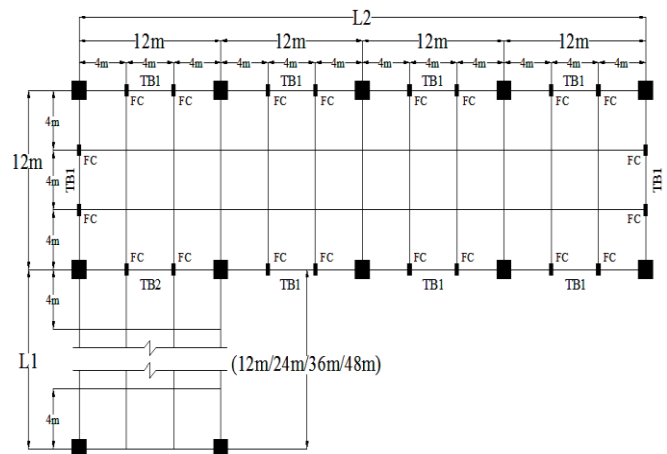 L2
12m 12m 12m 12m
4m 4m 4m 4m 4m 4m 4m 4m 4m 4m 4m 4m
TB1 TB1 TB1 TB1
FC FC FC FC FC FC FC FC
4m
12m 4m
FC FC
TB1 TB1
FC FC
4m
FC FC FC FC FC FC FC FC
TB2 TB1 TB1 TB1
4m
L1 (12m/24m/36m/48m)
4m